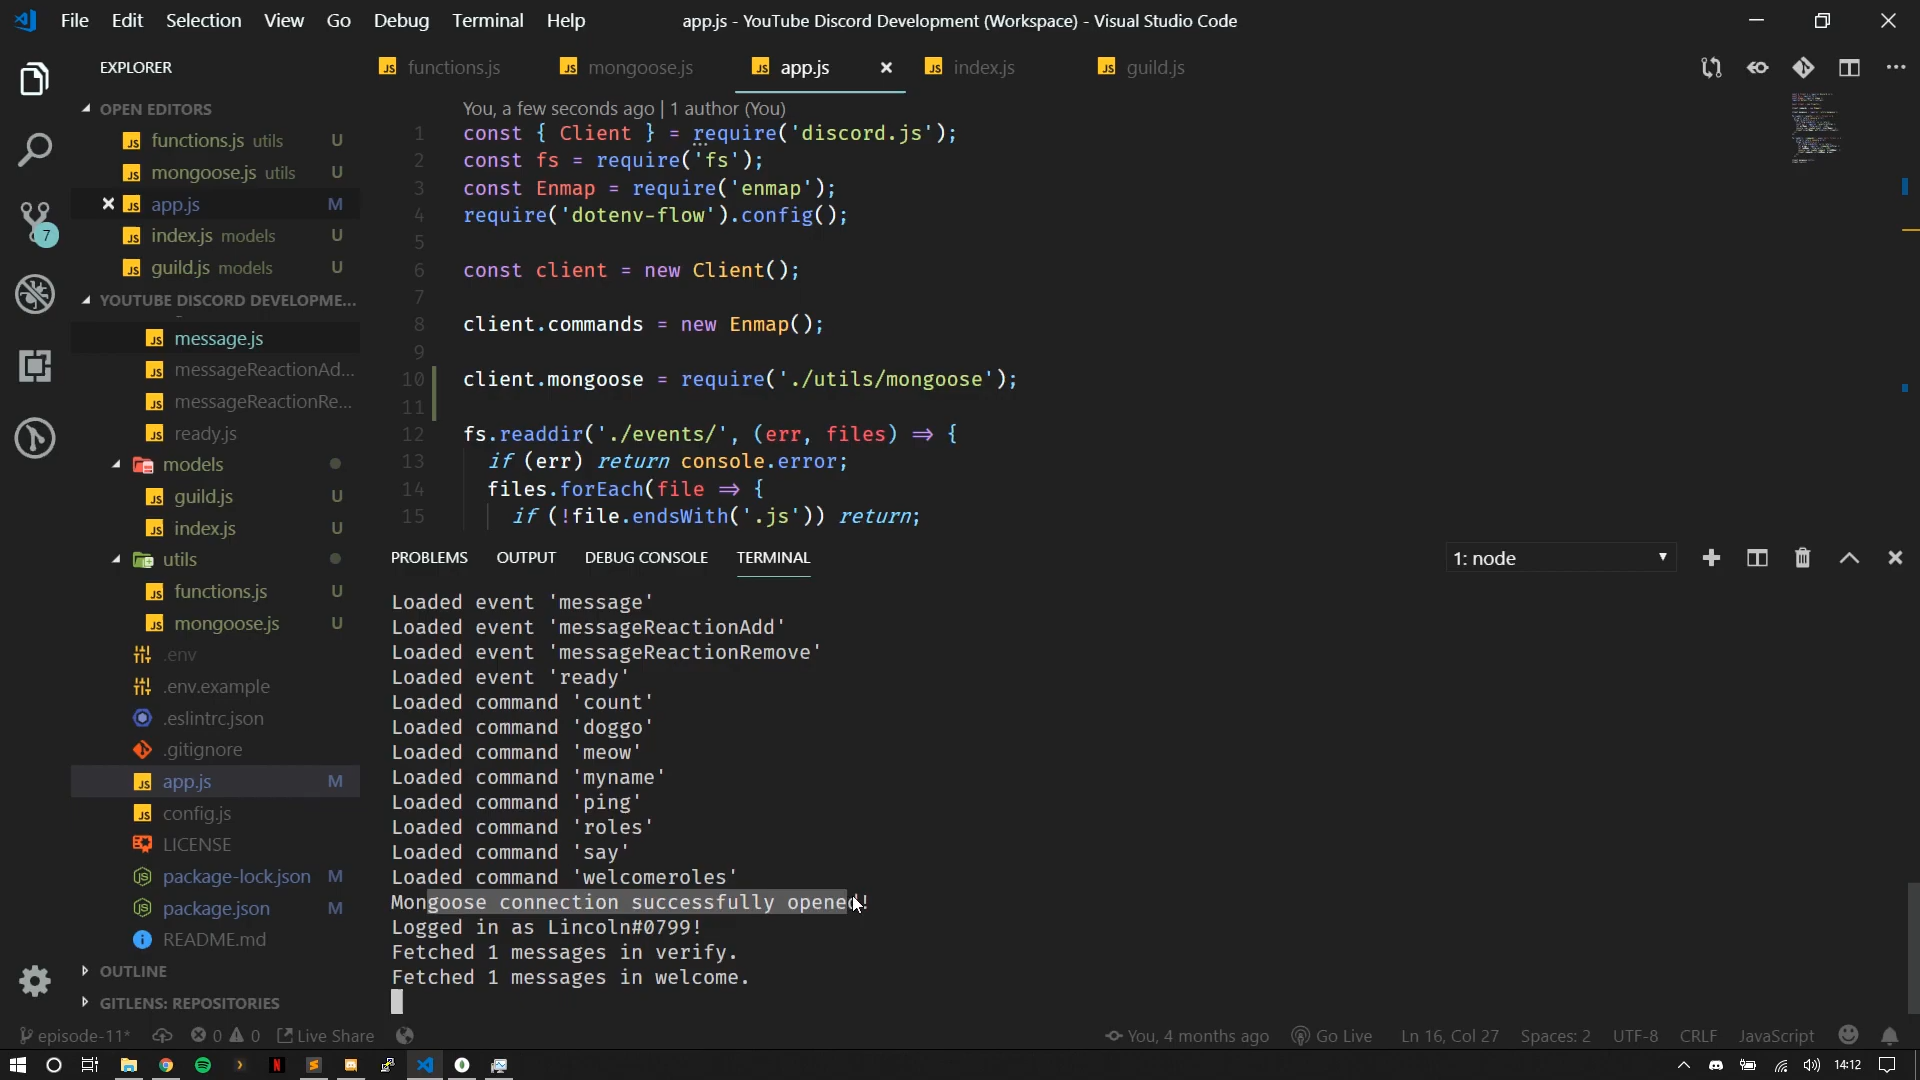 File Edit Selection View Go Debug Terminal Help
app.js - YouTube Discord Development (Workspace) - Visual Studio Code
EXPLORER
OPEN EDITORS
functions.js utils U
mongoose.js utils U
app.js M
index.js models U
guild.js models U
7
YOUTUBE DISCORD DEVELOPME...
message.js
messageReactionAd...
messageReactionRe...
ready.js
models
guild.js U
index.js U
utils
functions.js U
mongoose.js U
.env
.env.example
.eslintrc.json
.gitignore
app.js M
config.js
LICENSE
package-lock.json M
package.json M
README.md
OUTLINE
GITLENS: REPOSITORIES
functions.js mongoose.js app.js index.js guild.js
You, a few seconds ago | 1 author (You)
1 const { Client } = require('discord.js');
2 const fs = require('fs');
3 const Enmap = require('enmap');
4 require('dotenv-flow').config();
5
6 const client = new Client();
7
8 client.commands = new Enmap();
9
10 client.mongoose = require('./utils/mongoose');
11
12 fs.readdir('./events/', (err, files) => {
13 if (err) return console.error;
14 files.forEach(file => {
15 if (!file.endsWith('.js')) return;
PROBLEMS OUTPUT DEBUG CONSOLE TERMINAL
1: node
Loaded event 'message'
Loaded event 'messageReactionAdd'
Loaded event 'messageReactionRemove'
Loaded event 'ready'
Loaded command 'count'
Loaded command 'doggo'
Loaded command 'meow'
Loaded command 'myname'
Loaded command 'ping'
Loaded command 'roles'
Loaded command 'say'
Loaded command 'welcomeroles'
Mongoose connection successfully opened!
Logged in as Lincoln#0799!
Fetched 1 messages in verify.
Fetched 1 messages in welcome.
episode-11* 0 0 Live Share
You, 4 months ago Go Live Ln 16, Col 27 Spaces: 2 UTF-8 CRLF JavaScript
14:12